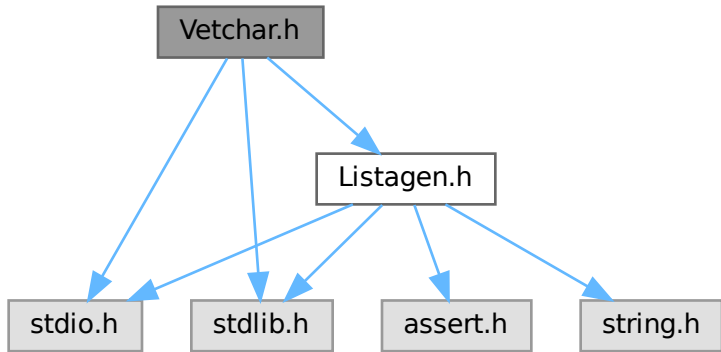 Vetchar.h
Listagen.h
stdio.h
stdlib.h
assert.h
string.h